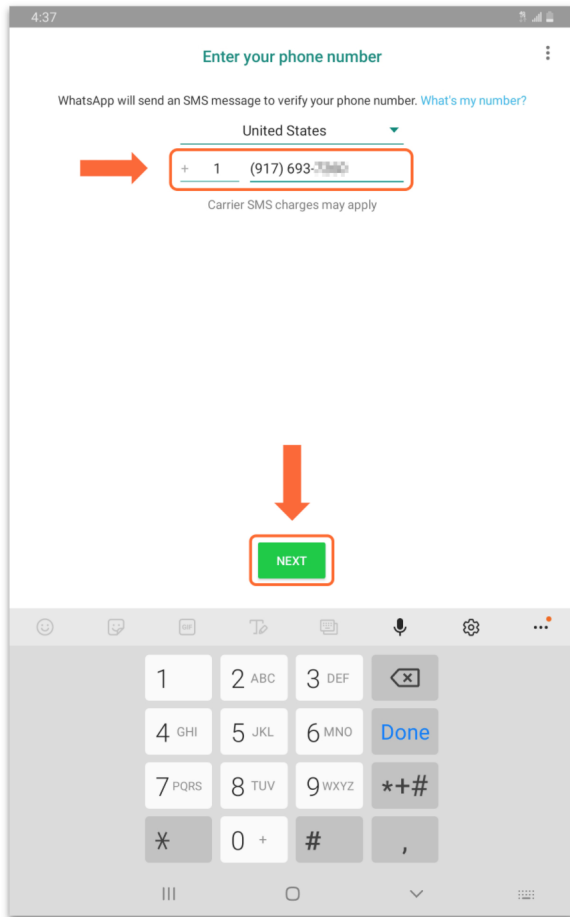 4:37
Enter your phone number
WhatsApp will send an SMS message to verify your phone number. What's my number?
United States
+ 1 (917) 693-
Carrier SMS charges may apply
NEXT
GIF
1 2 ABC 3 DEF
4 GHI 5 JKL 6 MNO Done
7 PQRS 8 TUV 9 WXYZ *+#
* 0 + # ,